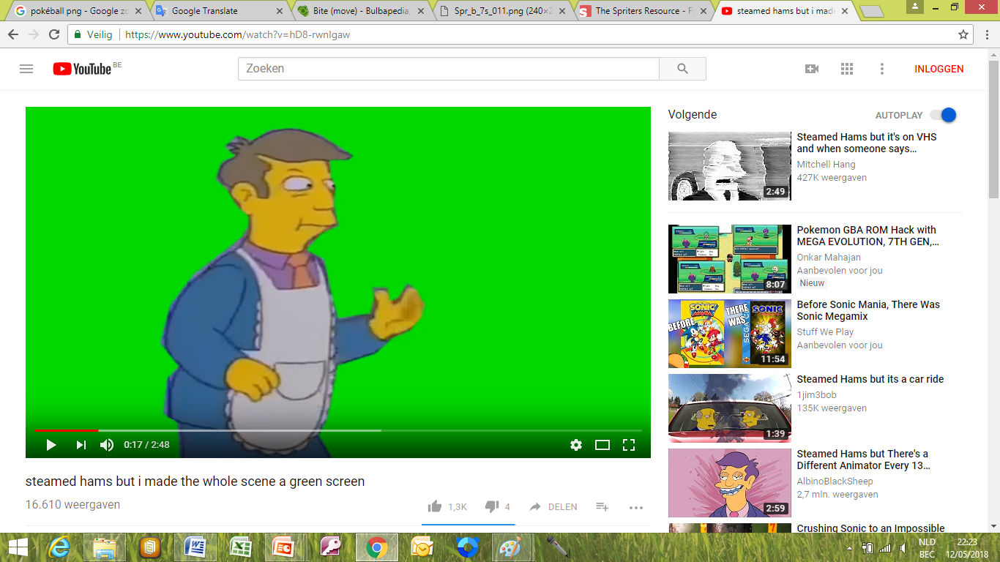 pokéball png - Google zo
Google Translate
Bite (move) - Bulbapedia,
Spr_b_7s_011.png (240×2
The Spriters Resource - F
steamed hams but i made
Veilig
https://www.youtube.com/watch?v=hD8-rwnIgaw
YouTube BE
Zoeken
INLOGGEN
Volgende
AUTOPLAY
Steamed Hams but it's on VHS
and when someone says…
Mitchell Hang
427K weergaven
2:49
Pokemon GBA ROM Hack with
MEGA EVOLUTION, 7TH GEN,…
Onkar Mahajan
Aanbevolen voor jou
Nieuw
8:07
Before Sonic Mania, There Was
Sonic Megamix
Stuff We Play
Aanbevolen voor jou
BEFORE
SONIC
MANIA
THERE
WAS
SEGA
SONIC
11:54
Steamed Hams but its a car ride
1jim3bob
135K weergaven
1:39
Steamed Hams but There's a
Different Animator Every 13…
AlbinoBlackSheep
2,7 mln. weergaven
2:59
Crushing Sonic to an Impossible
0:17 / 2:48
steamed hams but i made the whole scene a green screen
16.610 weergaven
1,3K
4
DELEN
NLD
BEC
22:23
12/05/2018